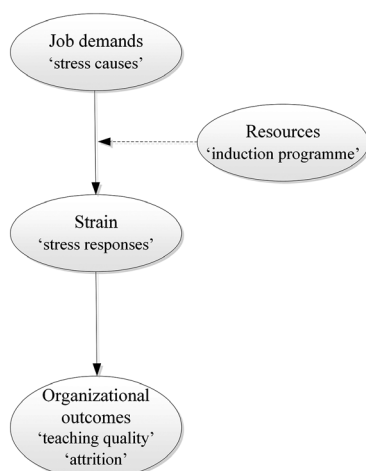 Job demands
‘stress causes’
Resources
‘induction programme’
Strain
‘stress responses’
Organizational
outcomes
‘teaching quality’
‘attrition’